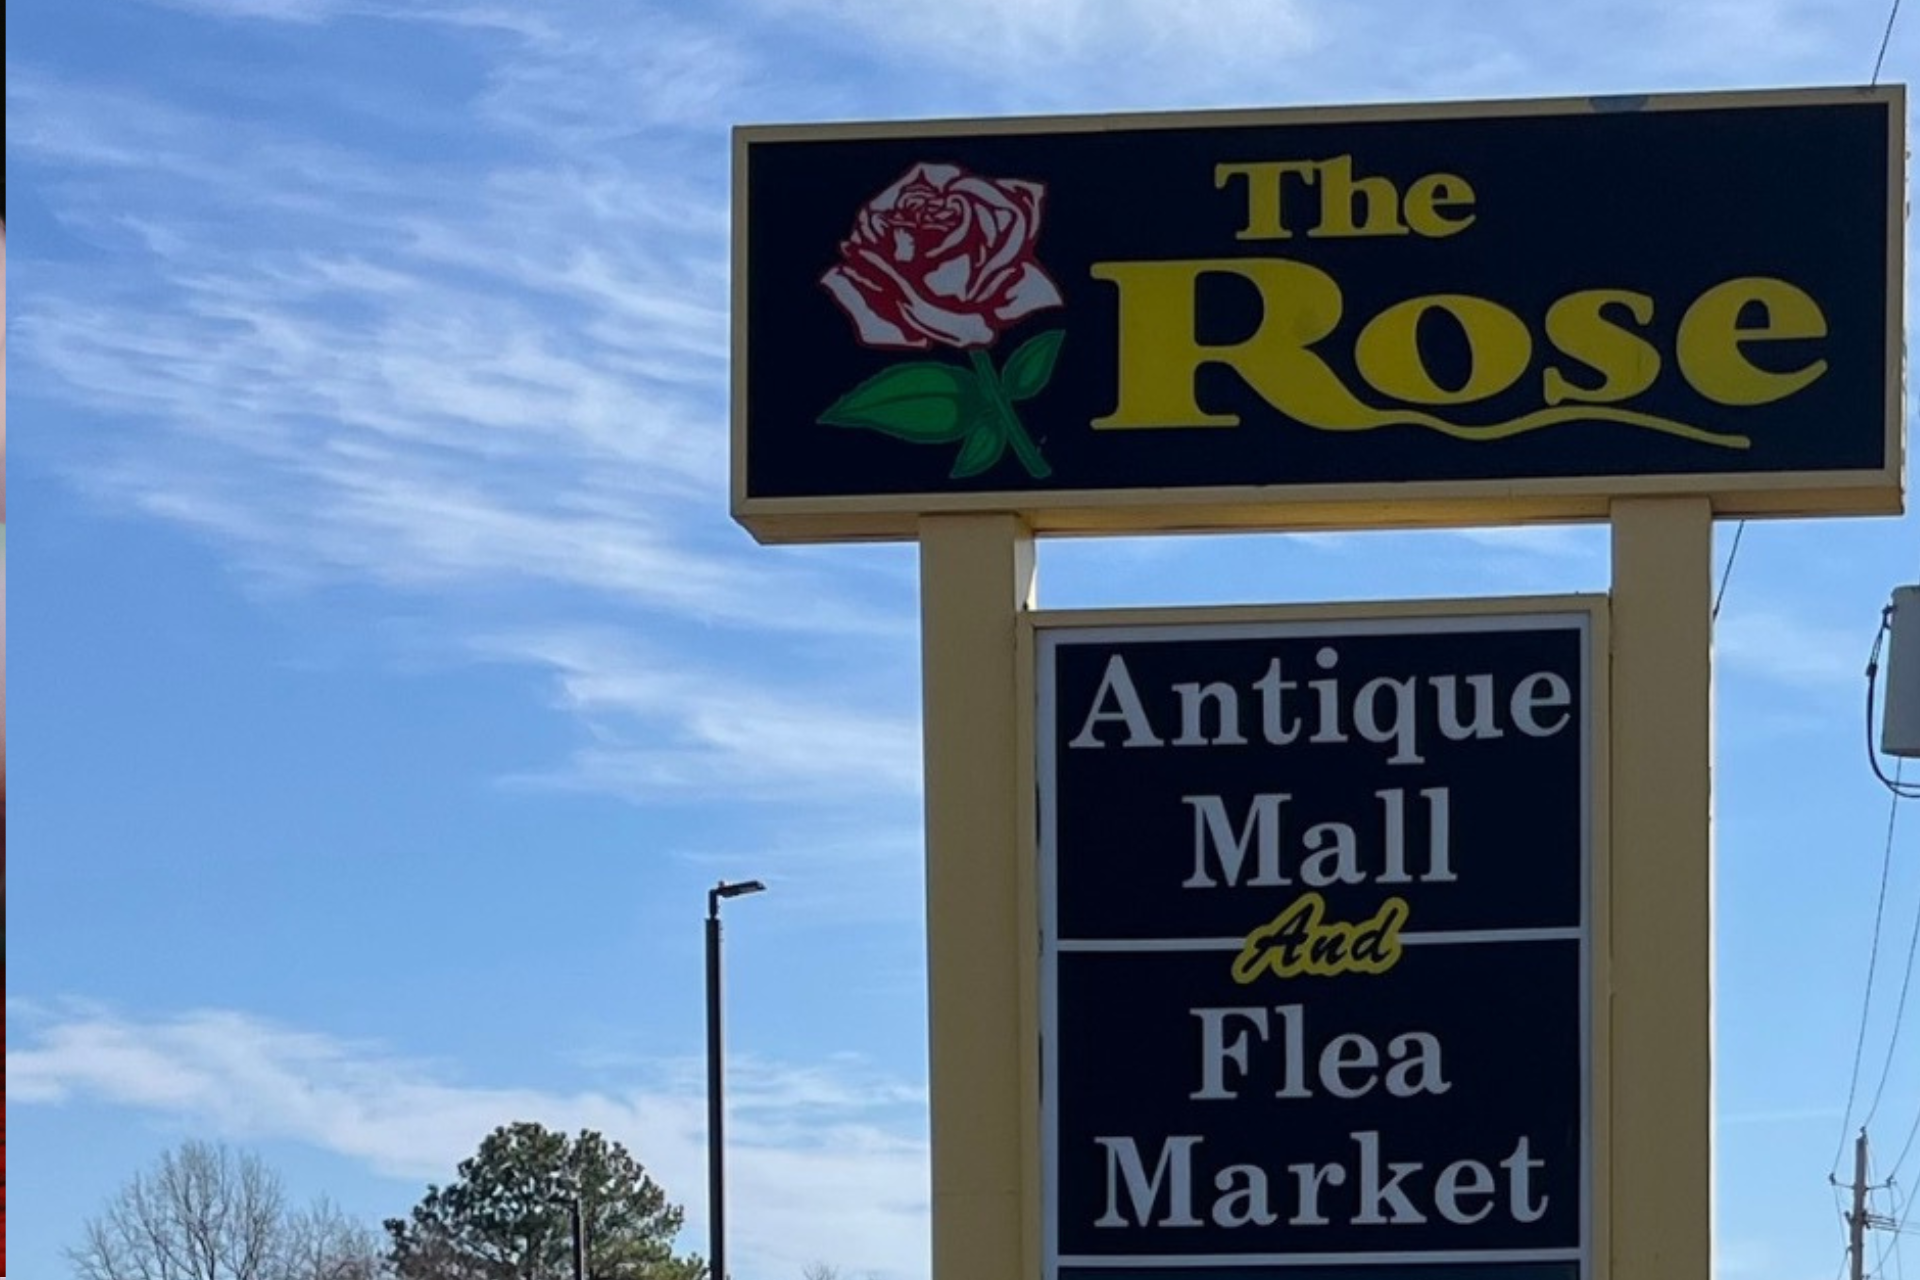 The
Rose
Antique
Mall
And
Flea
Market